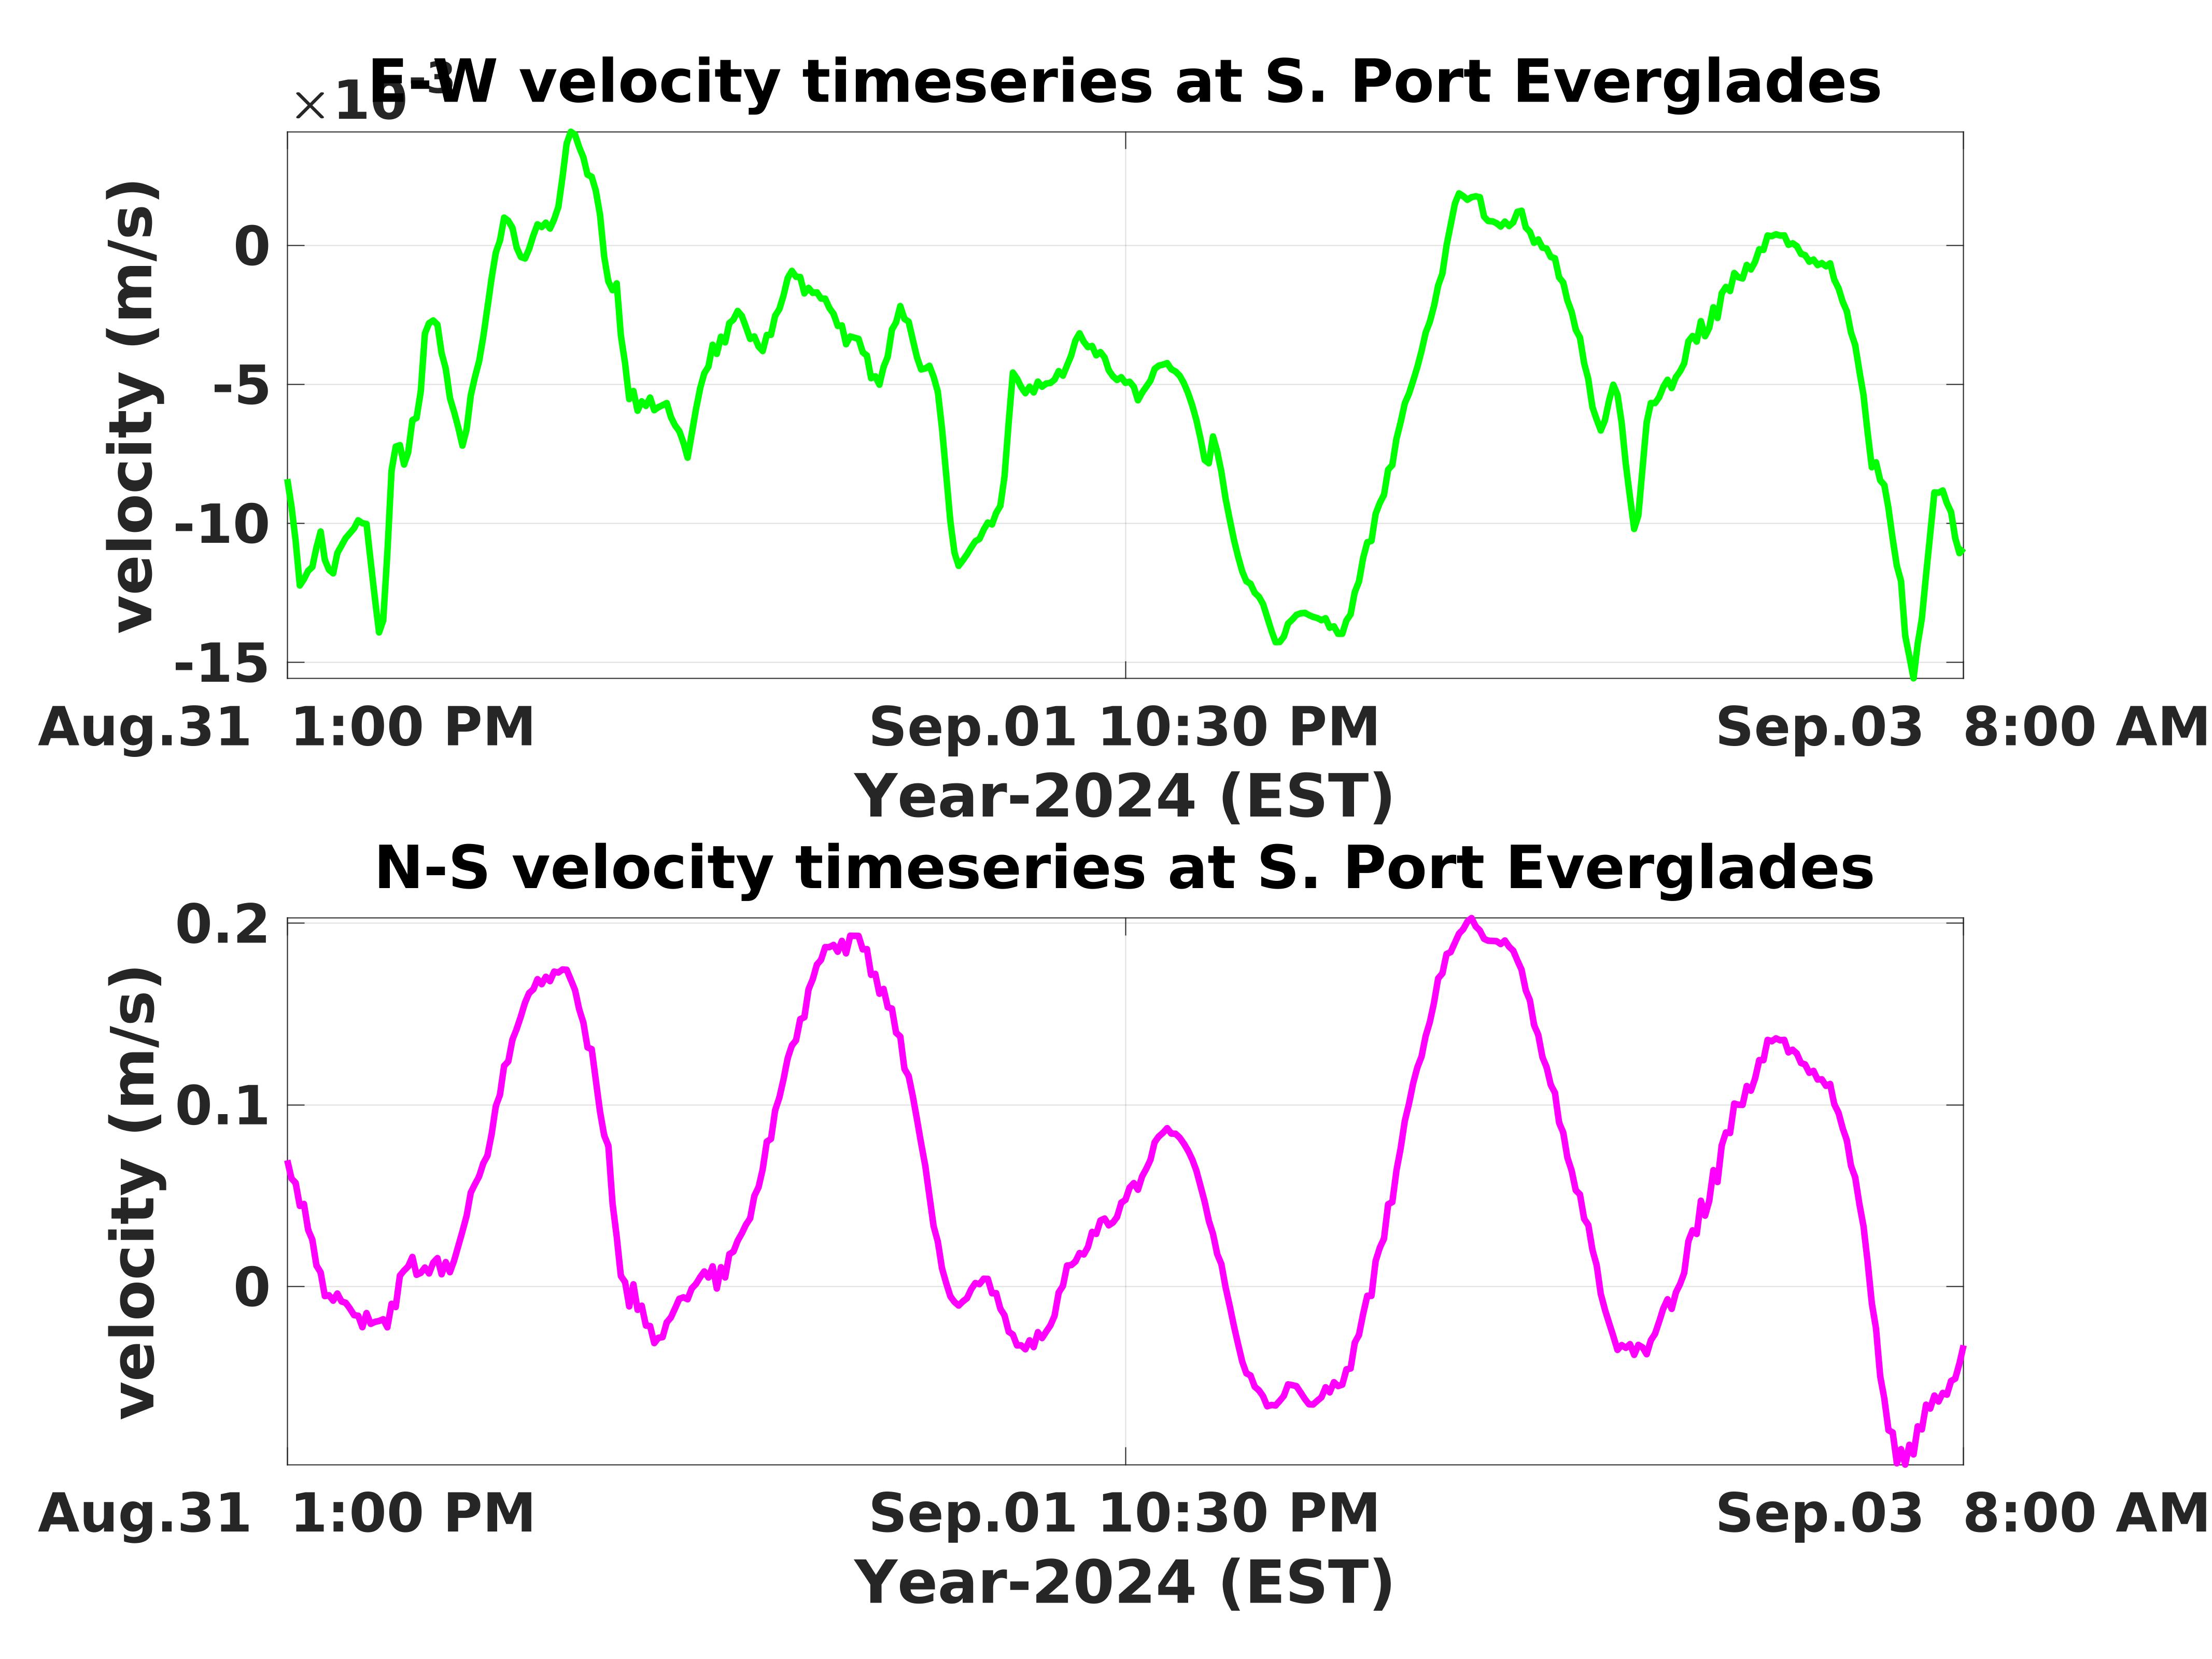 E-W velocity timeseries at S. Port Everglades
×10-3
velocity (m/s)
0
-5
-10
-15
Aug.31  1:00 PM
Sep.01 10:30 PM
Sep.03  8:00 AM
Year-2024 (EST)
N-S velocity timeseries at S. Port Everglades
velocity (m/s)
0.2
0.1
0
Aug.31  1:00 PM
Sep.01 10:30 PM
Sep.03  8:00 AM
Year-2024 (EST)